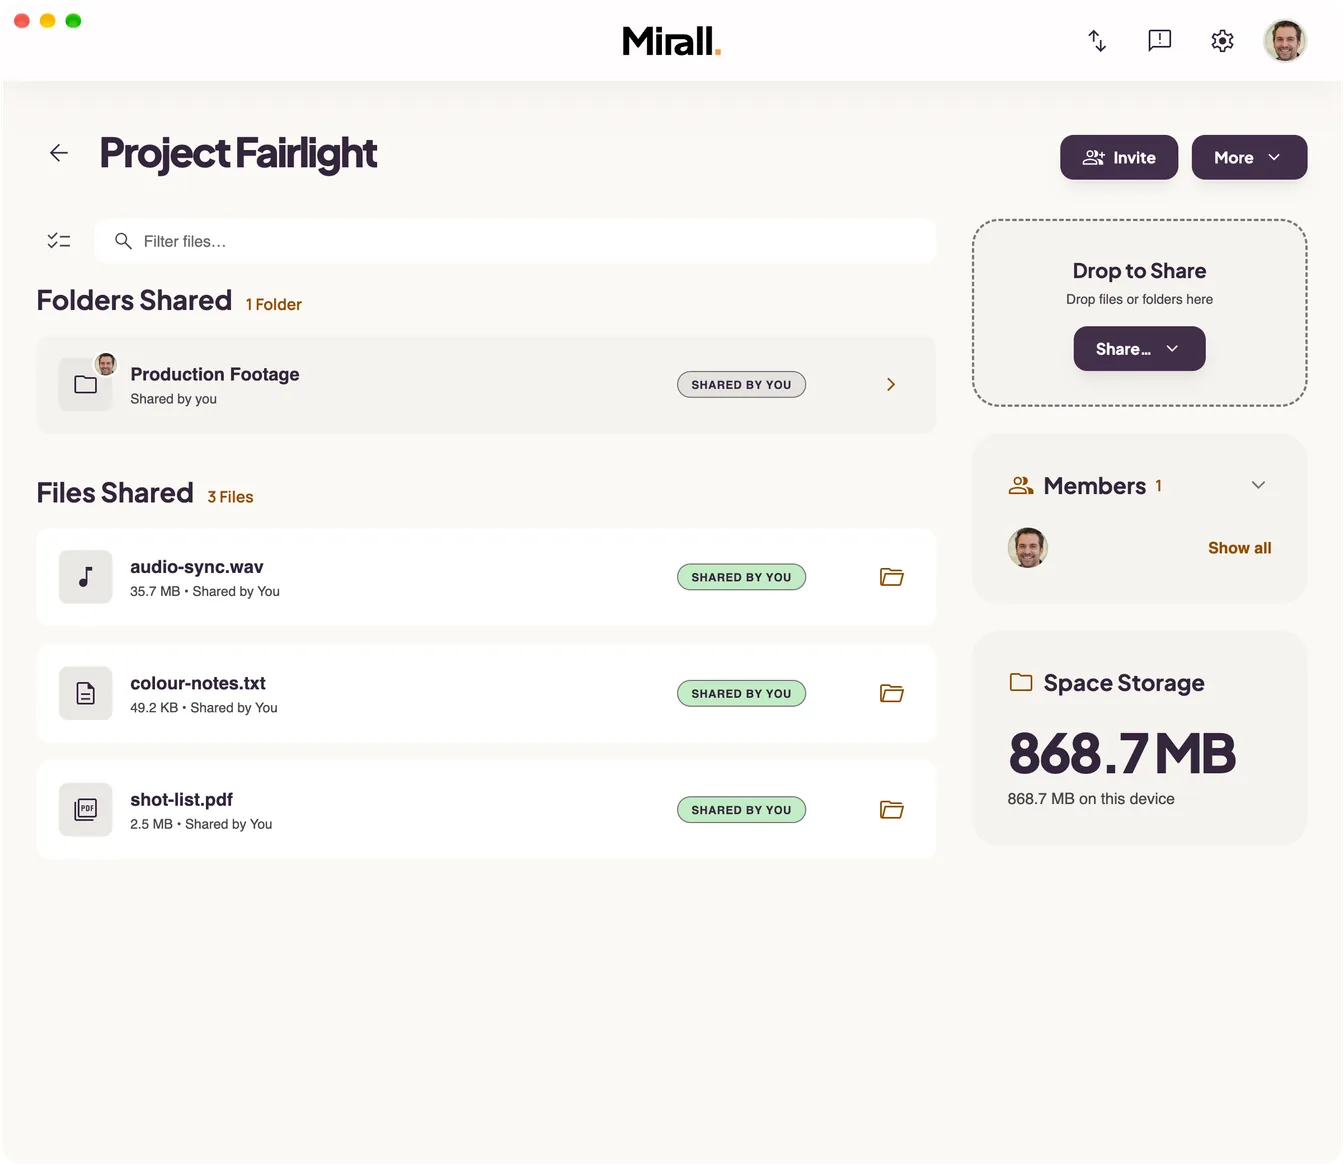 Mirall.
Project Fairlight
Invite
More
Filter files…
Folders Shared 1 Folder
Production Footage
Shared by you
SHARED BY YOU
Files Shared 3 Files
audio-sync.wav
35.7 MB • Shared by You
SHARED BY YOU
colour-notes.txt
49.2 KB • Shared by You
SHARED BY YOU
PDF
shot-list.pdf
2.5 MB • Shared by You
SHARED BY YOU
Drop to Share
Drop files or folders here
Share…
Members 1
Show all
Space Storage
868.7 MB
868.7 MB on this device